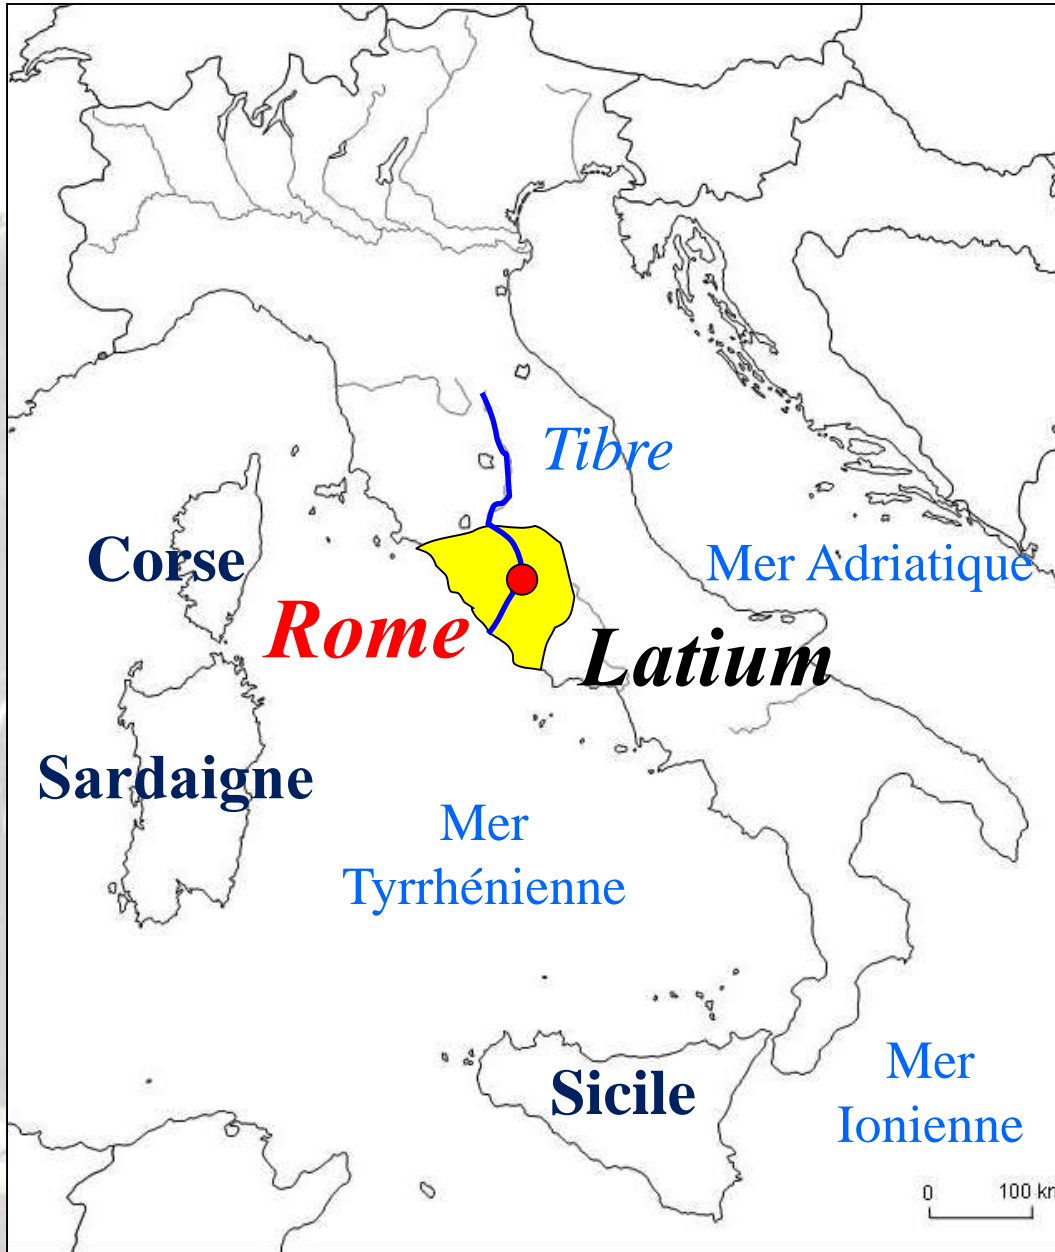 Tibre
Corse
Mer Adriatique
Rome
Latium
Sardaigne
Mer
Tyrrhénienne
Mer
Ionienne
Sicile
0 100 km